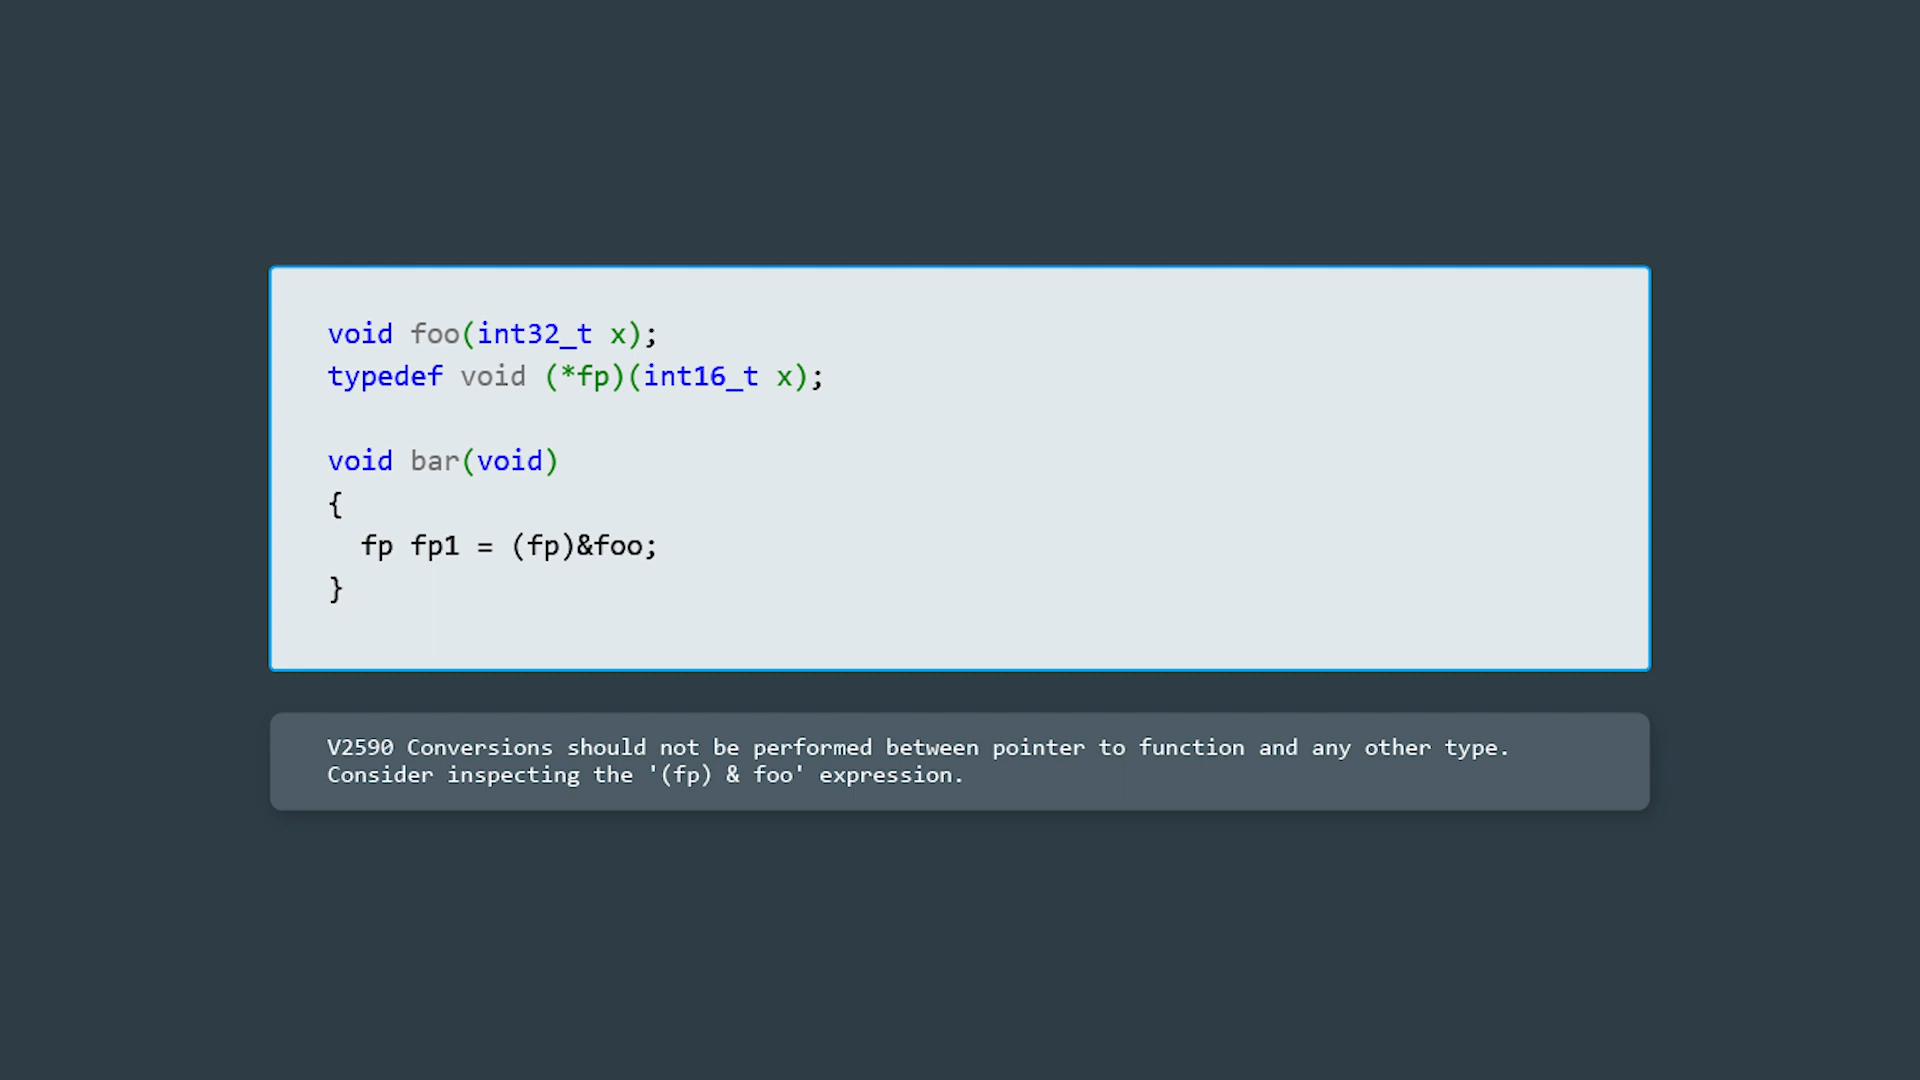 void foo(int32_t x);
typedef void (*fp)(int16_t x);
void bar(void)
{
  fp fp1 = (fp)&foo;
}
V2590 Conversions should not be performed between pointer to function and any other type.
Consider inspecting the '(fp) & foo' expression.